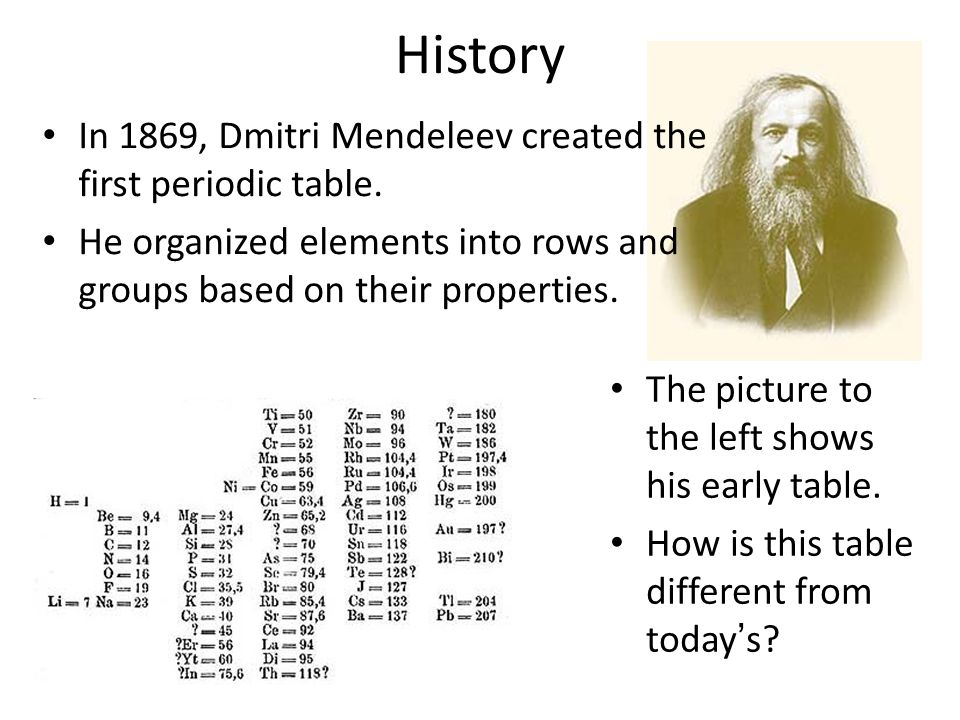 History
• In 1869, Dmitri Mendeleev created the
first periodic table.
• He organized elements into rows and
groups based on their properties.
• The picture to
the left shows
his early table.
• How is this table
different from
today’s?
Ti = 50 Zr = 90 ? = 180
V = 51 Nb = 94 Ta = 182
Cr = 52 Mo = 96 W = 186
Mn = 55 Rh = 104,4 Pt = 197,4
Fe = 56 Ru = 104,4 Ir = 198
Ni = Co = 59 Pd = 106,6 Os = 199
H = 1 Cu = 63,4 Ag = 108 Hg = 200
Be = 9,4 Mg = 24 Zn = 65,2 Cd = 112
B = 11 Al = 27,4 ? = 68 Ur = 116 Au = 197?
C = 12 Si = 28 ? = 70 Sn = 118
N = 14 P = 31 As = 75 Sb = 122 Bi = 210?
O = 16 S = 32 Se = 79,4 Te = 128?
F = 19 Cl = 35,5 Br = 80 J = 127
Li = 7 Na = 23 K = 39 Rb = 85,4 Cs = 133 Tl = 204
Ca = 40 Sr = 87,6 Ba = 137 Pb = 207
? = 45 Ce = 92
?Er = 56 La = 94
?Yt = 60 Di = 95
?In = 75,6 Th = 118?